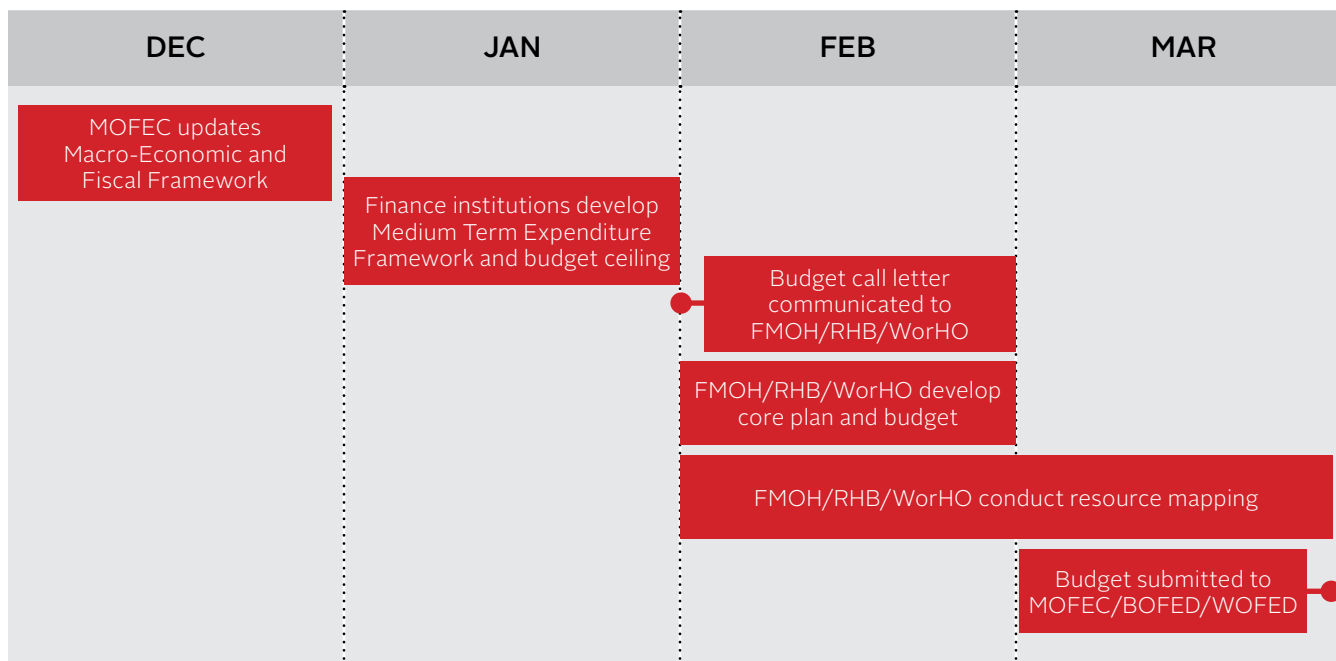 DEC
JAN
FEB
MAR
MOFEC updates
Macro-Economic and
Fiscal Framework
Finance institutions develop
Medium Term Expenditure
Framework and budget ceiling
Budget call letter
communicated to
FMOH/RHB/WorHO
FMOH/RHB/WorHO develop
core plan and budget
FMOH/RHB/WorHO conduct resource mapping
Budget submitted to
MOFEC/BOFED/WOFED